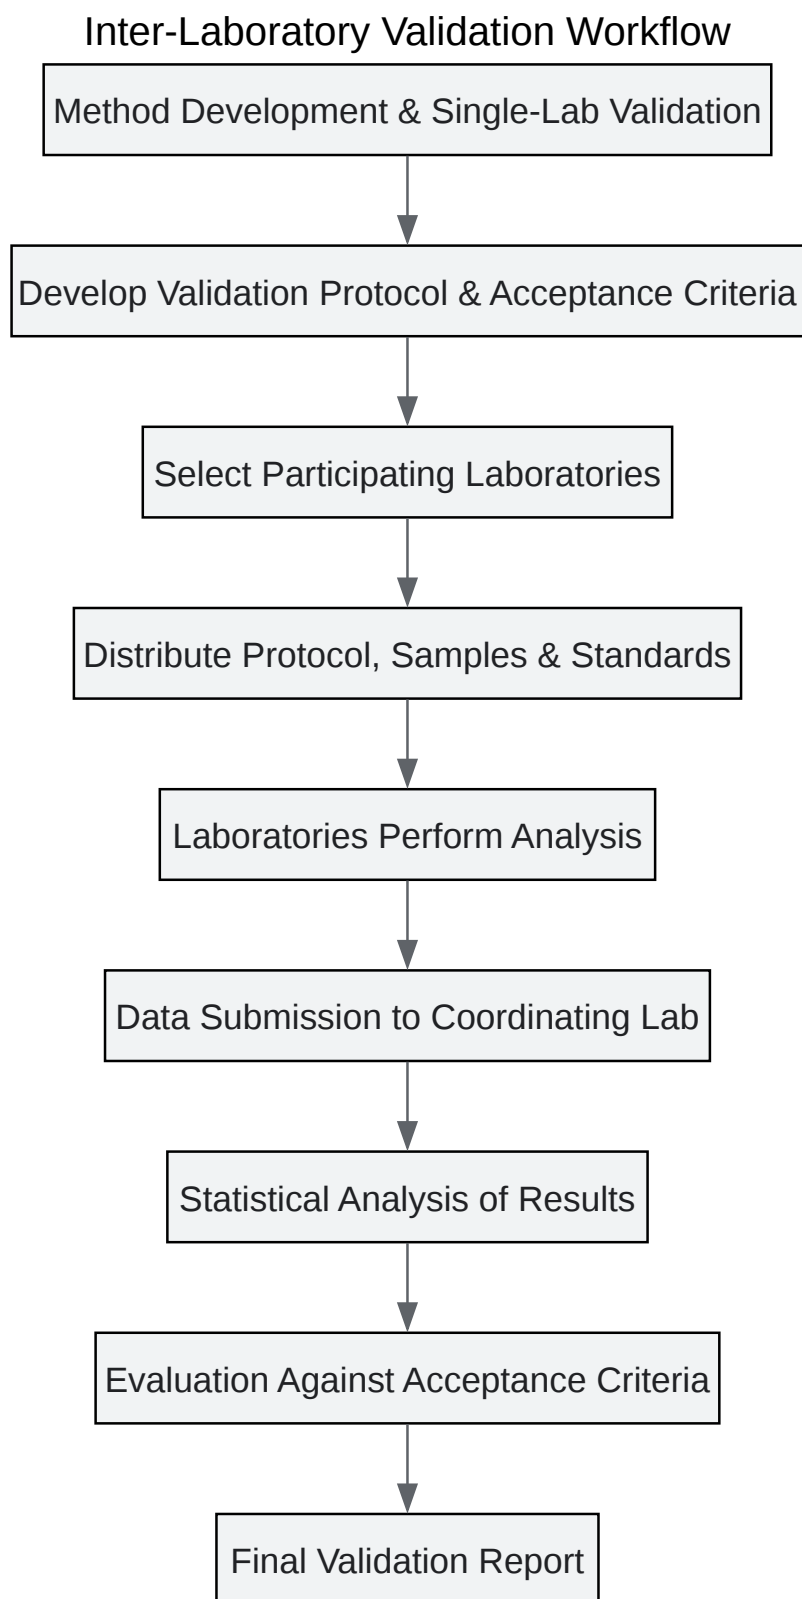 Inter-Laboratory Validation Workflow
Method Development & Single-Lab Validation
Develop Validation Protocol & Acceptance Criteria
Select Participating Laboratories
Distribute Protocol, Samples & Standards
Laboratories Perform Analysis
Data Submission to Coordinating Lab
Statistical Analysis of Results
Evaluation Against Acceptance Criteria
Final Validation Report